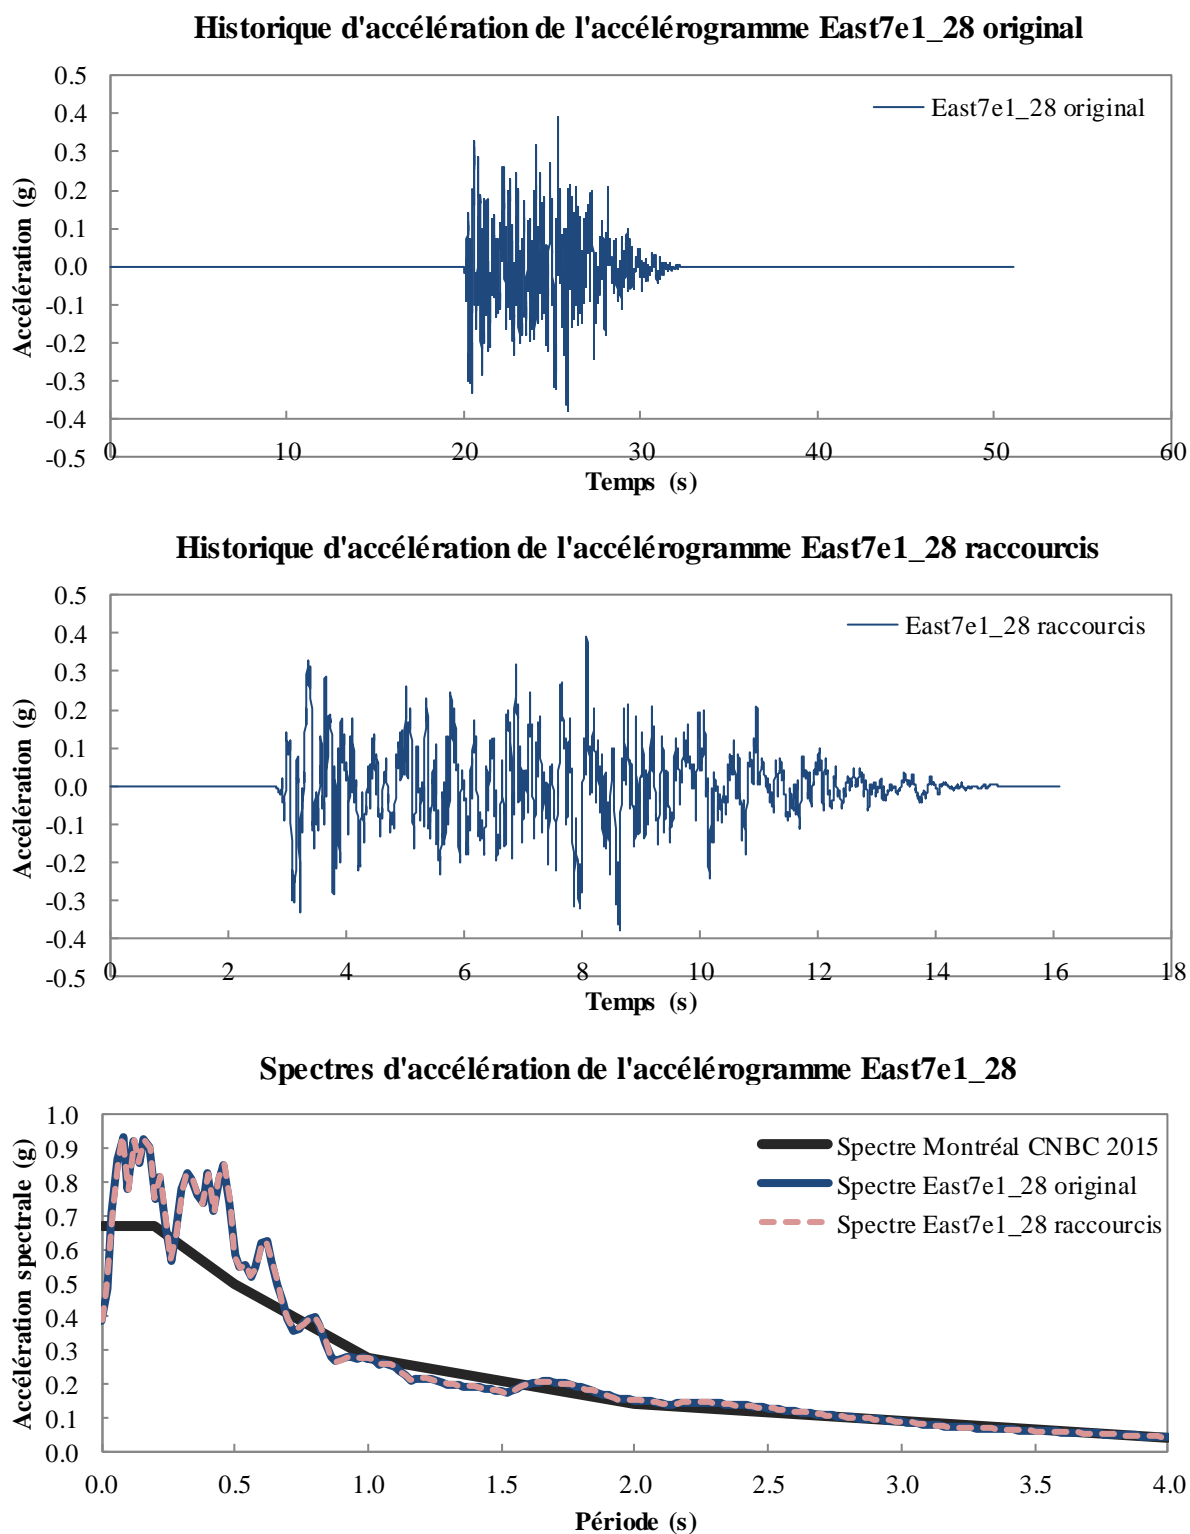 Historique d'accélération de l'accélérogramme East7e1_28 original
0.5
0.4
0.3
0.2
0.1
0.0
-0.1
-0.2
-0.3
-0.4
-0.5
Accélération (g)
East7e1_28 original
0 10 20 30 40 50 60
Temps (s)
Historique d'accélération de l'accélérogramme East7e1_28 raccourcis
0.5
0.4
0.3
0.2
0.1
0.0
-0.1
-0.2
-0.3
-0.4
-0.5
Accélération (g)
East7e1_28 raccourcis
0 2 4 6 8 10 12 14 16 18
Temps (s)
Spectres d'accélération de l'accélérogramme East7e1_28
1.0
0.9
0.8
0.7
0.6
0.5
0.4
0.3
0.2
0.1
0.0
Accélération spectrale (g)
Spectre Montréal CNBC 2015
Spectre East7e1_28 original
Spectre East7e1_28 raccourcis
0.0 0.5 1.0 1.5 2.0 2.5 3.0 3.5 4.0
Période (s)